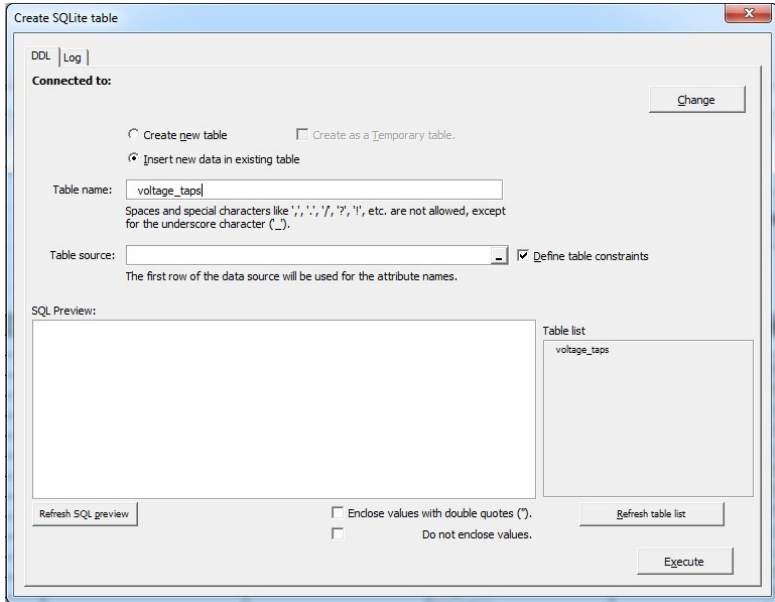 Create SQLite table
DDL Log
Connected to:
Change
Create new table Create as a Temporary table.
Insert new data in existing table
Table name: voltage_taps
Spaces and special characters like ',', '.', '/', '?', '!', etc. are not allowed, except
for the underscore character ('_').
Table source: ... Define table constraints
The first row of the data source will be used for the attribute names.
SQL Preview:
Table list
voltage_taps
Refresh SQL preview
Enclose values with double quotes (").
Refresh table list
Do not enclose values.
Execute